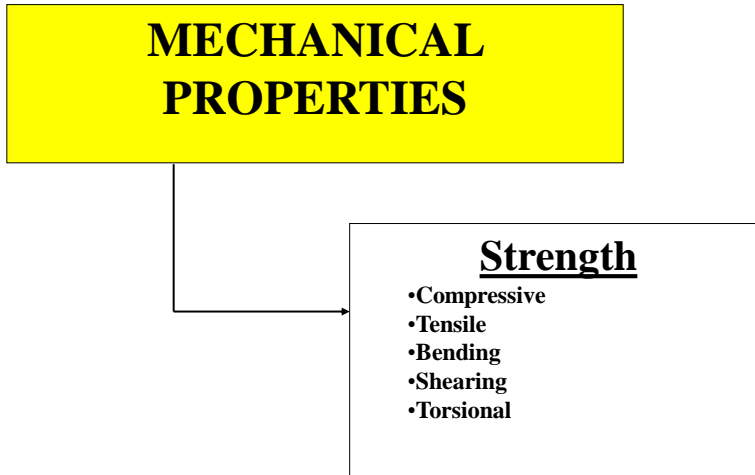 MECHANICAL
PROPERTIES
Strength
•Compressive
•Tensile
•Bending
•Shearing
•Torsional